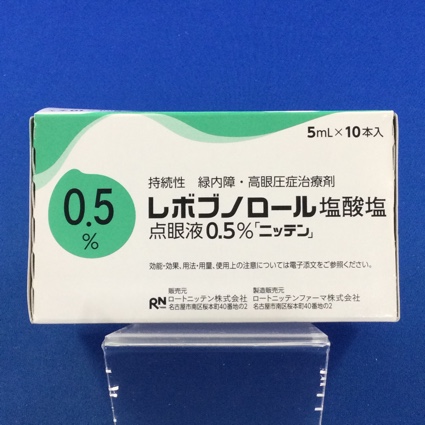 5mL×10本入
持続性 緑内障・高眼圧症治療剤
0.5
%
レボブノロール塩酸塩
点眼液0.5%「ニッテン」
効能・効果、用法・用量、使用上の注意については電子添文をご参照ください。
RN
販売元
ロートニッテン株式会社
名古屋市南区桜本町40番地の2
製造販売元
ロートニッテンファーマ株式会社
名古屋市南区桜本町40番地の2